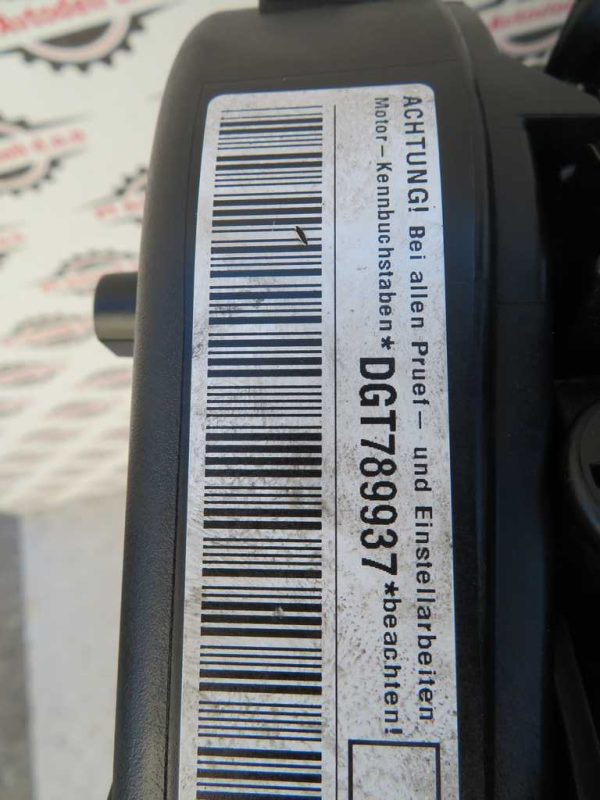 ACHTUNG! Bei allen Pruef- und Einstellarbeiten
Motor-Kennbuchstaben*DGT789937*beachten!